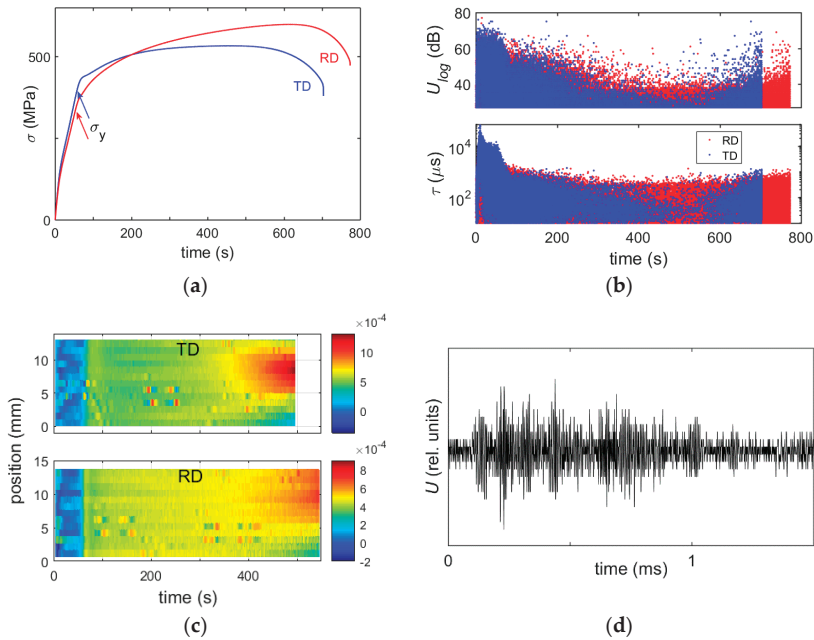 500
0
σ (MPa)
σy
RD
TD
0 200 400 600 800
time (s)
(a)
80
60
40
Ulog (dB)
10^4
10^2
τ (μs)
RD
TD
0 200 400 600 800
time (s)
(b)
×10^-4
TD
10
5
0
10
5
0
×10^-4
RD
15
10
5
0
8
6
4
2
0
-2
position (mm)
0 200 400
time (s)
(c)
U (rel. units)
0 1
time (ms)
(d)